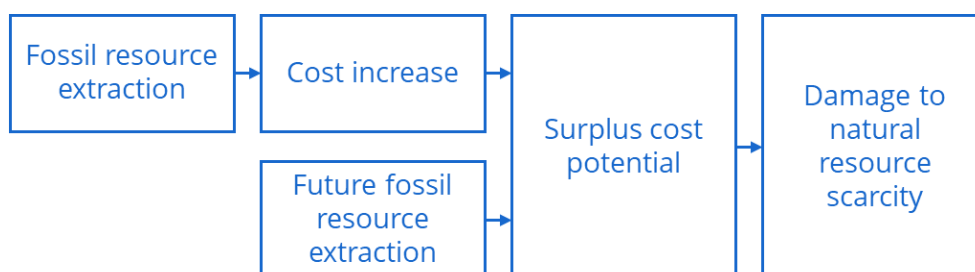 Fossil resource
extraction
Cost increase
Future fossil
resource
extraction
Surplus cost
potential
Damage to
natural
resource
scarcity